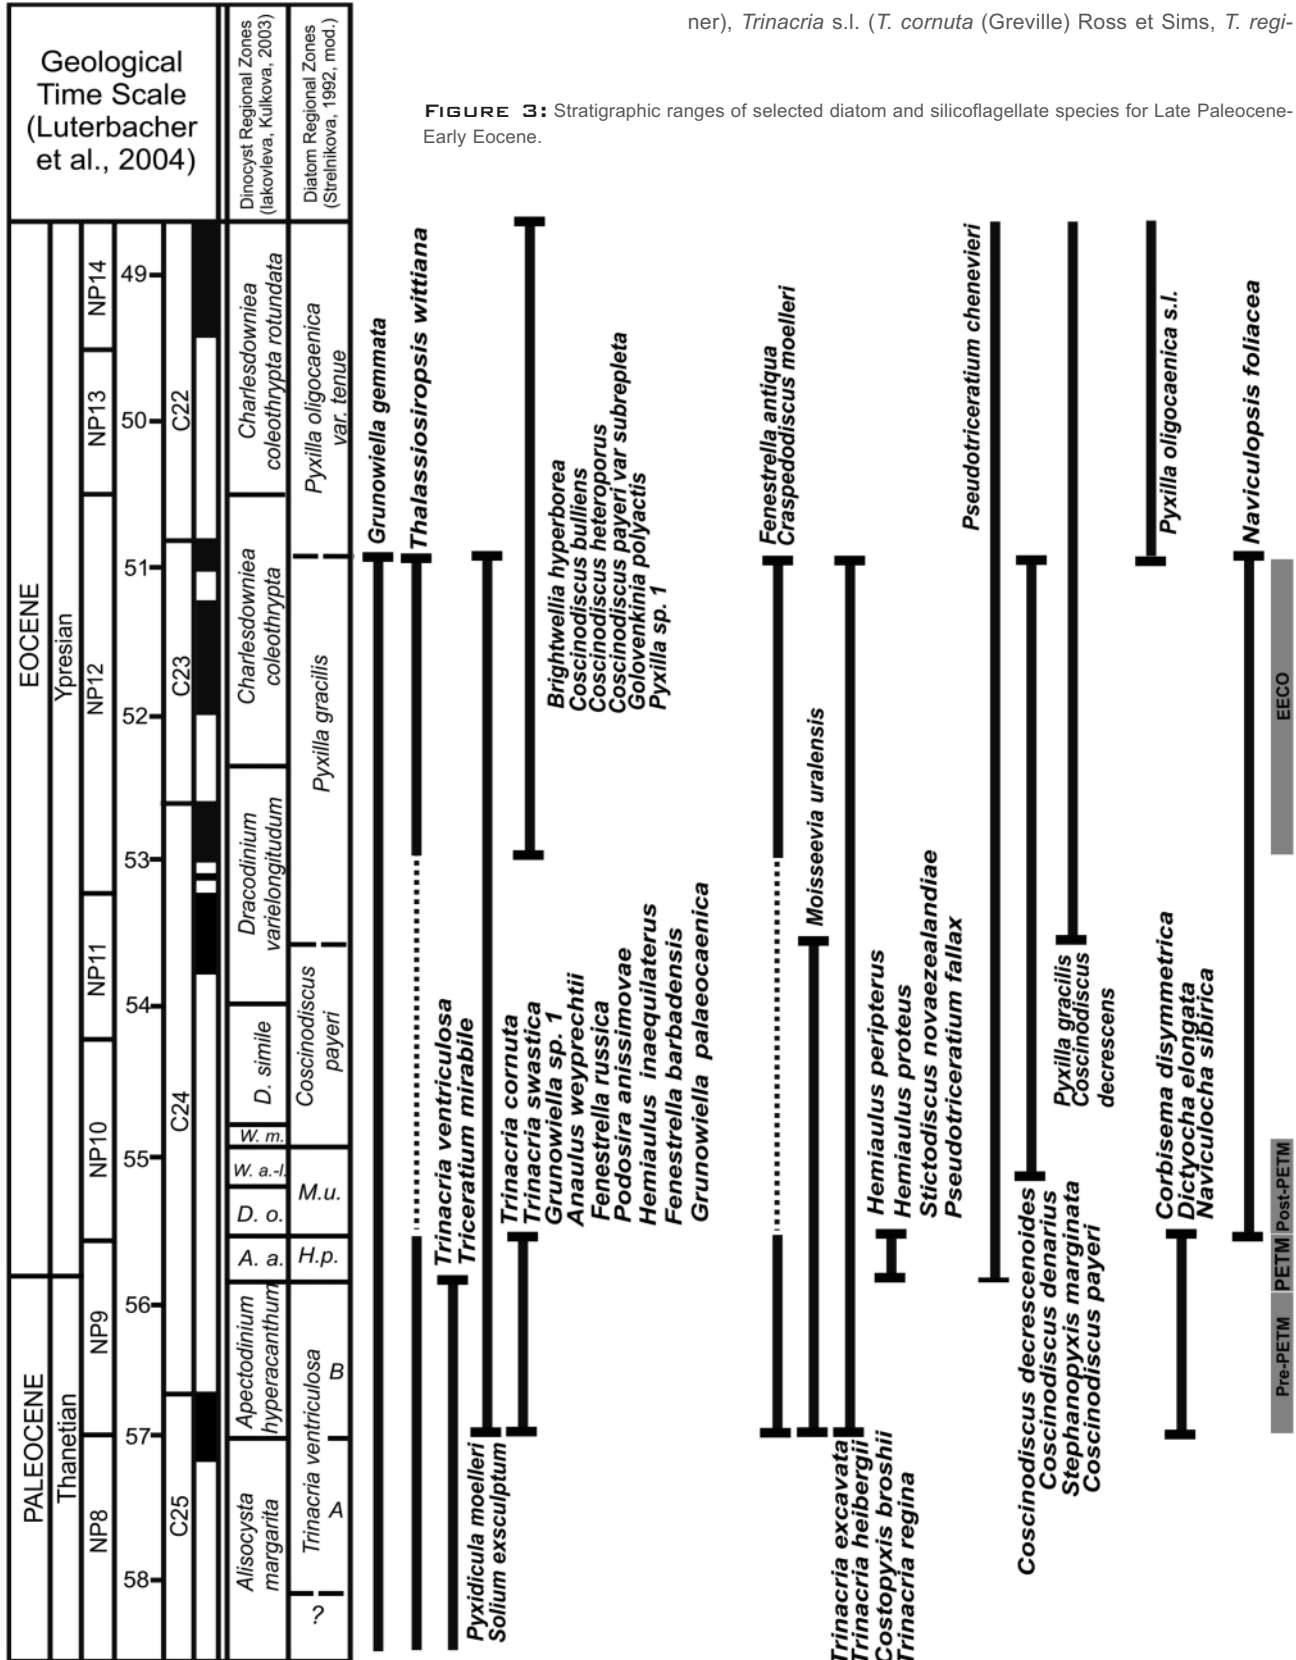 ner), Trinacria s.l. (T. cornuta (Greville) Ross et Sims, T. regi-
FIGURE 3: Stratigraphic ranges of selected diatom and silicoflagellate species for Late Paleocene-
Early Eocene.
Geological
Time Scale
(Luterbacher
et al., 2004)
Dinocyst Regional Zones
(Iakovleva, Kulkova, 2003)
Diatom Regional Zones
(Strelnikova, 1992, mod.)
EOCENE
PALEOCENE
Ypresian
Thanetian
NP14
NP13
NP12
NP11
NP10
NP9
NP8
49
50
51
52
53
54
55
56
57
58
C22
C23
C24
C25
Charlesdowniea
coleothrypta rotundata
Charlesdowniea
coleothrypta
Dracodinium
varielongitudum
D. simile
W. m.
W. a.-l.
D. o.
A. a.
Apectodinium
hyperacanthum
Alisocysta
margarita
Pyxilla oligocaenica
var. tenue
Pyxilla gracilis
Coscinodiscus
payeri
M.u.
H.p.
Trinacria ventriculosa
B
A
?
Grunowiella gemmata
Thalassiosiropsis wittiana
Trinacria ventriculosa
Triceratium mirabile
Pyxidicula moelleri
Solium exsculptum
Brightwellia hyperborea
Coscinodiscus bulliens
Coscinodiscus heteroporus
Coscinodiscus payeri var subrepleta
Golovenkinia polyactis
Pyxilla sp. 1
Trinacria cornuta
Trinacria swastica
Grunowiella sp. 1
Anaulus weyprechtii
Fenestrella russica
Podosira anissimovae
Hemiaulus inaequilaterus
Fenestrella barbadensis
Grunowiella palaeocaenica
Fenestrella antiqua
Craspedodiscus moelleri
Moisseevia uralensis
Trinacria excavata
Trinacria heibergii
Costopyxis broshii
Trinacria regina
Hemiaulus peripterus
Hemiaulus proteus
Stictodiscus novaezealandiae
Pseudotriceratium fallax
Pseudotriceratium chenevieri
Coscinodiscus decrescenoides
Coscinodiscus denarius
Stephanopyxis marginata
Coscinodiscus payeri
Pyxilla gracilis
Coscinodiscus
decrescens
Pyxilla oligocaenica s.l.
Corbisema disymmetrica
Dictyocha elongata
Naviculocha sibirica
Naviculopsis foliacea
EECO
Post-PETM
PETM
Pre-PETM